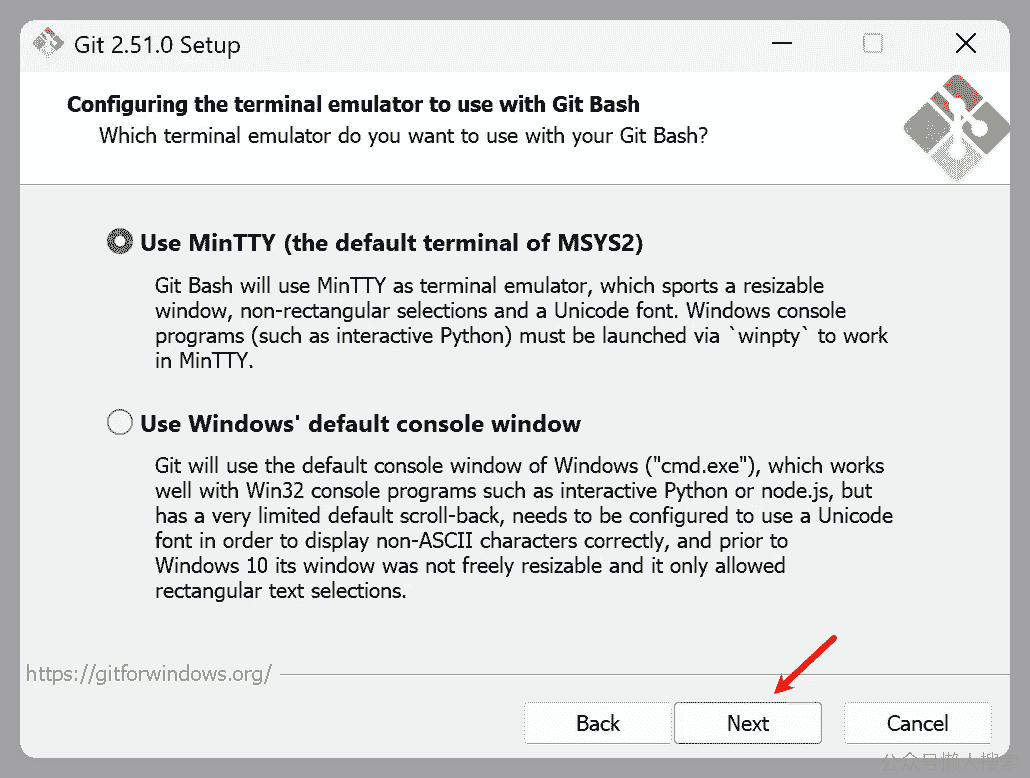 Git 2.51.0 Setup
Configuring the terminal emulator to use with Git Bash
Which terminal emulator do you want to use with your Git Bash?
Use MinTTY (the default terminal of MSYS2)
Git Bash will use MinTTY as terminal emulator, which sports a resizable
window, non-rectangular selections and a Unicode font. Windows console
programs (such as interactive Python) must be launched via `winpty` to work
in MinTTY.
Use Windows' default console window
Git will use the default console window of Windows ("cmd.exe"), which works
well with Win32 console programs such as interactive Python or node.js, but
has a very limited default scroll-back, needs to be configured to use a Unicode
font in order to display non-ASCII characters correctly, and prior to
Windows 10 its window was not freely resizable and it only allowed
rectangular text selections.
https://gitforwindows.org/
Back
Next
Cancel
公众号懒人搜索